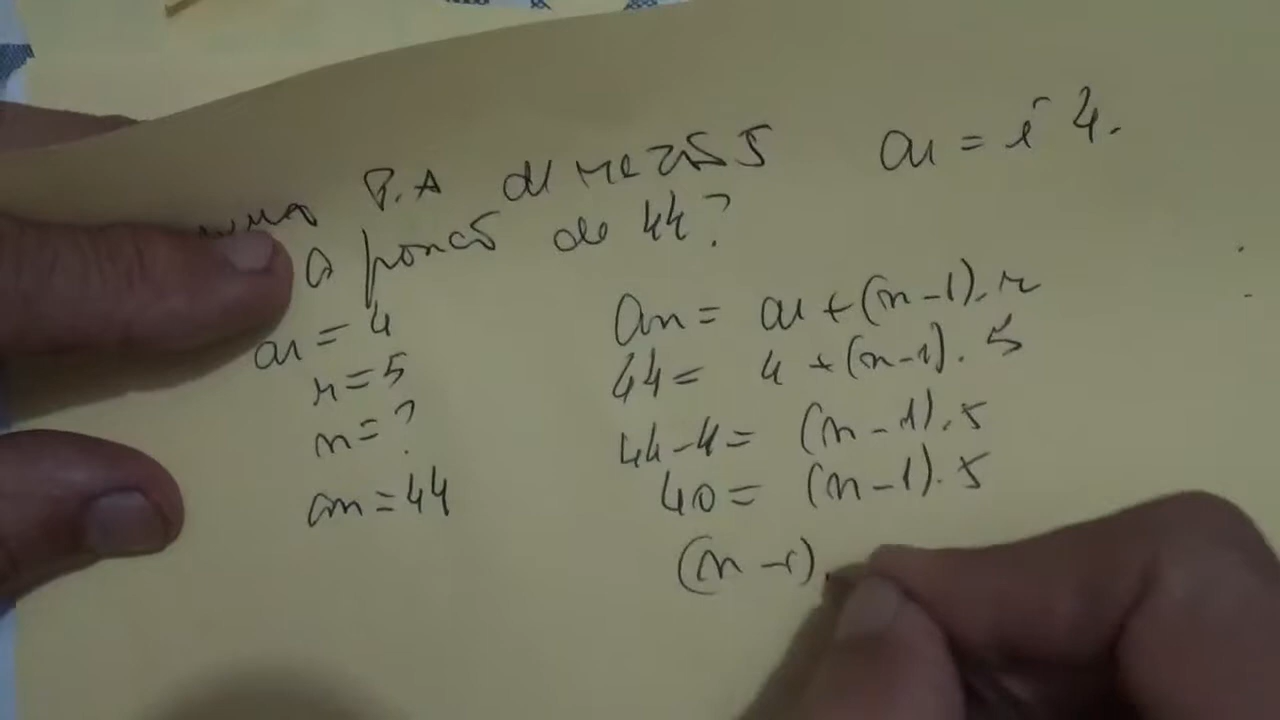 numa P.A de razão 5 a1 = é 4.
a posição de 44?
a1 = 4
r = 5
n = ?
an = 44
an = a1 + (n-1).r
44 = 4 + (n-1).5
44-4 = (n-1).5
40 = (n-1).5
(n-1).